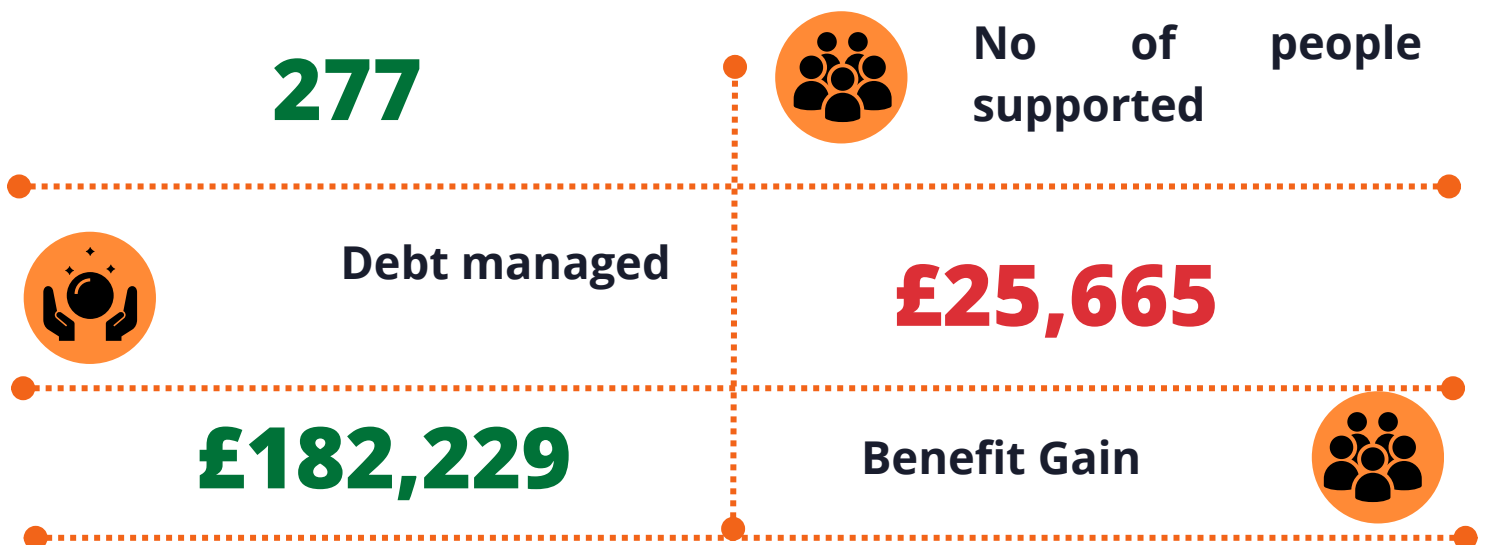 277
No of people
supported
Debt managed
£25,665
£182,229
Benefit Gain